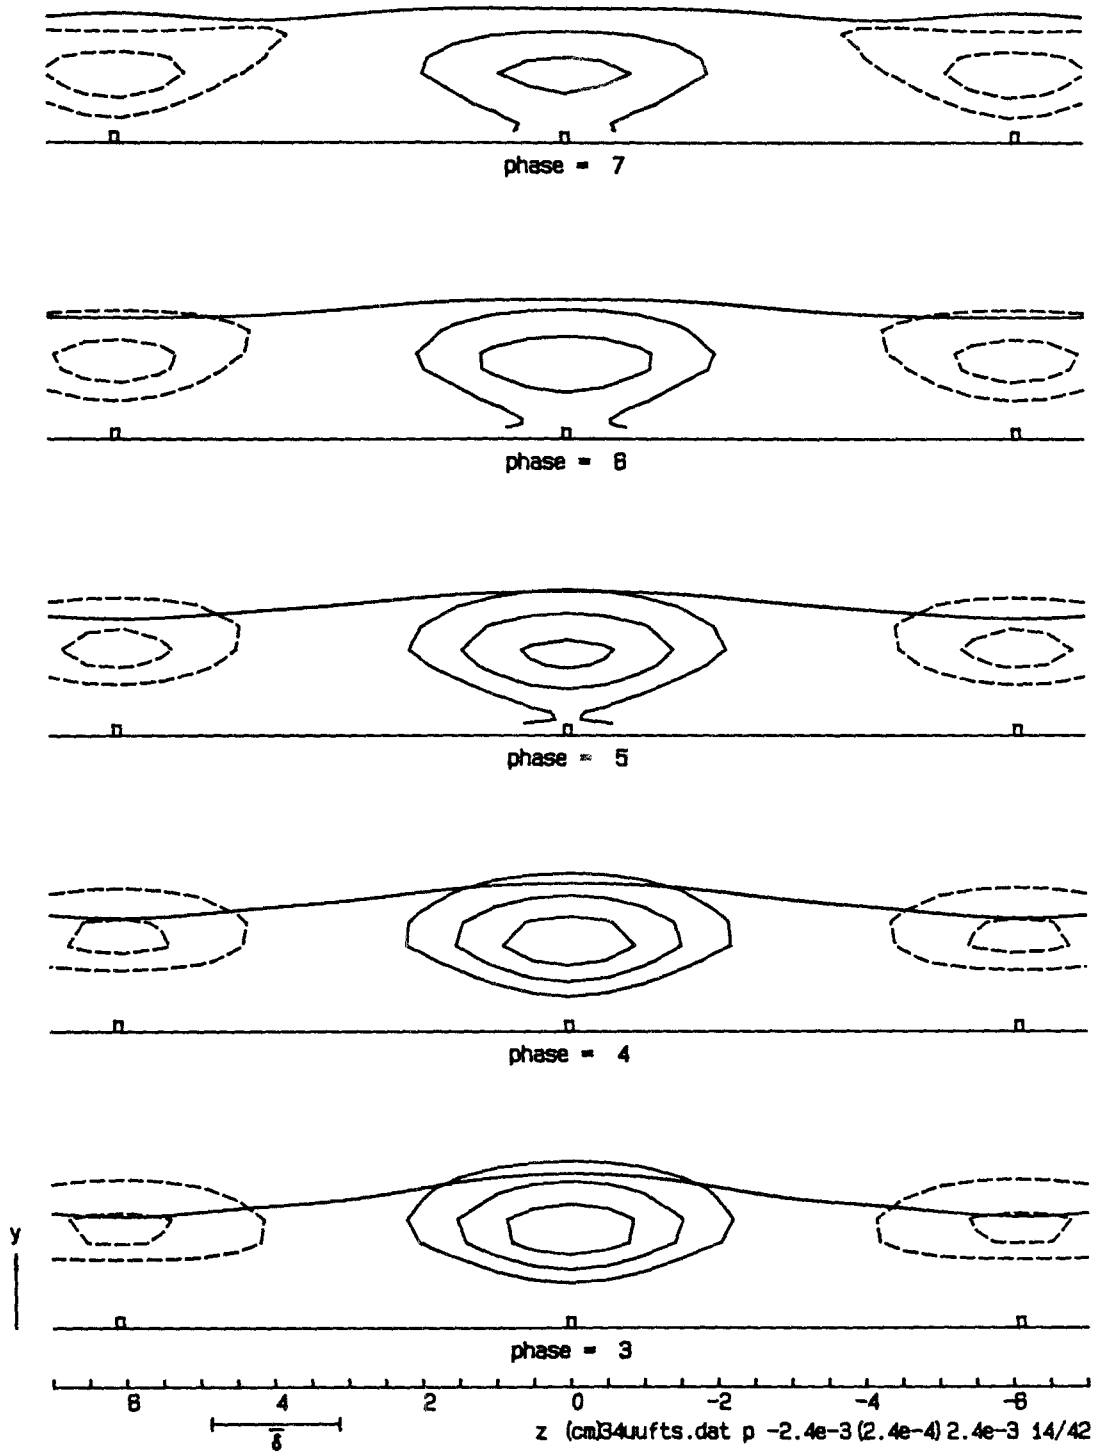 phase = 7
phase = 6
phase = 5
phase = 4
y
phase = 3
6 4 2 0 -2 -4 -6
δ̅
z (cm)34uufts.dat p -2.4e-3(2.4e-4)2.4e-3 14/42